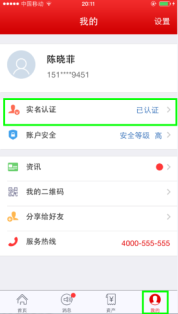 中国移动 20:11
我的 设置
陈晓菲
151****9451
实名认证 已认证
账户安全 安全等级 高
资讯
我的二维码
分享给好友
服务热线 4000-555-555
首页 消息 资产 我的